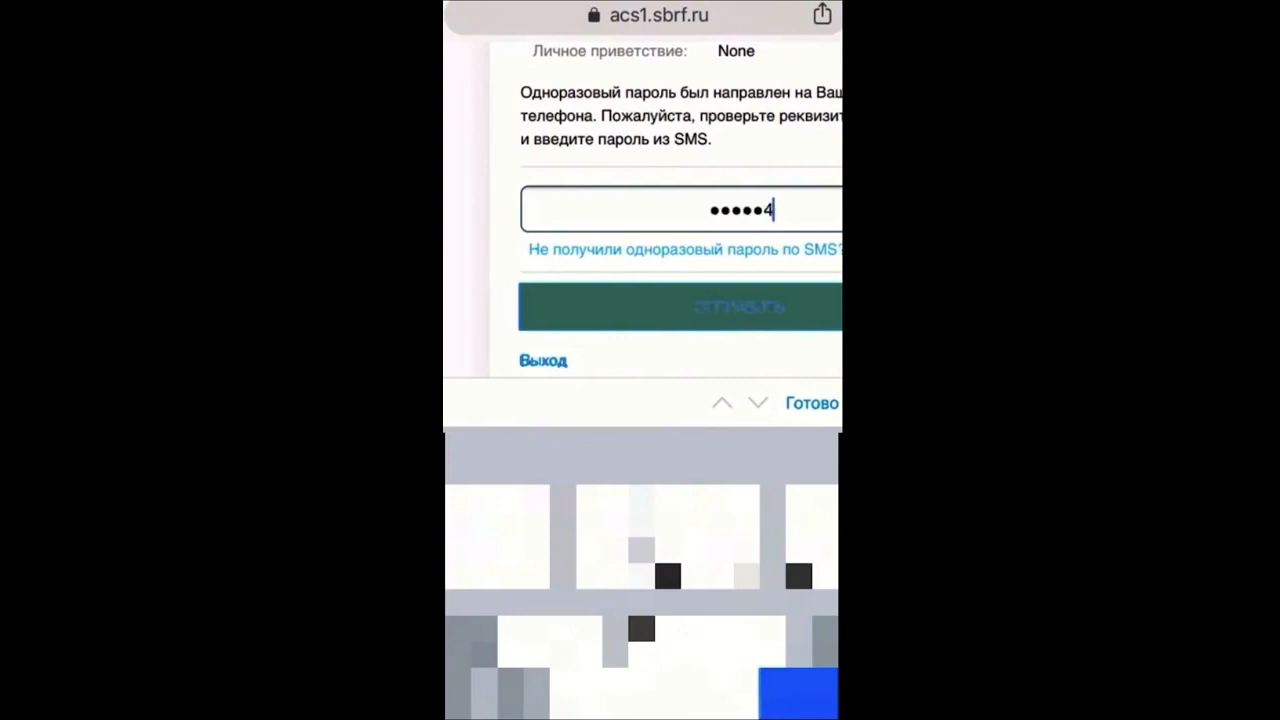 acs1.sbrf.ru
Личное приветствие: None
Одноразовый пароль был направлен на Ваш
телефона. Пожалуйста, проверьте реквизит
и введите пароль из SMS.
●●●●●4
Не получили одноразовый пароль по SMS?
Выход
Готово